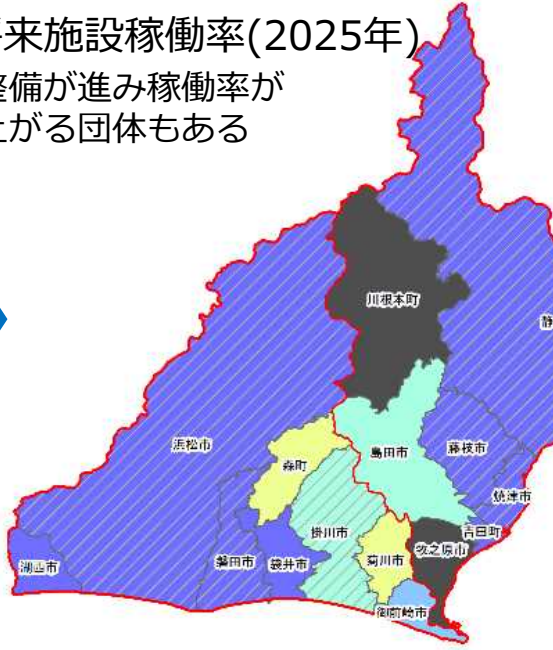 来施設稼働率(2025年)
整備が進み稼働率が
上がる団体もある
川根本町
静
浜松市
森町
島田市
藤枝市
焼津市
吉田町
掛川市
湖西市
磐田市
袋井市
菊川市
牧之原市
御前崎市